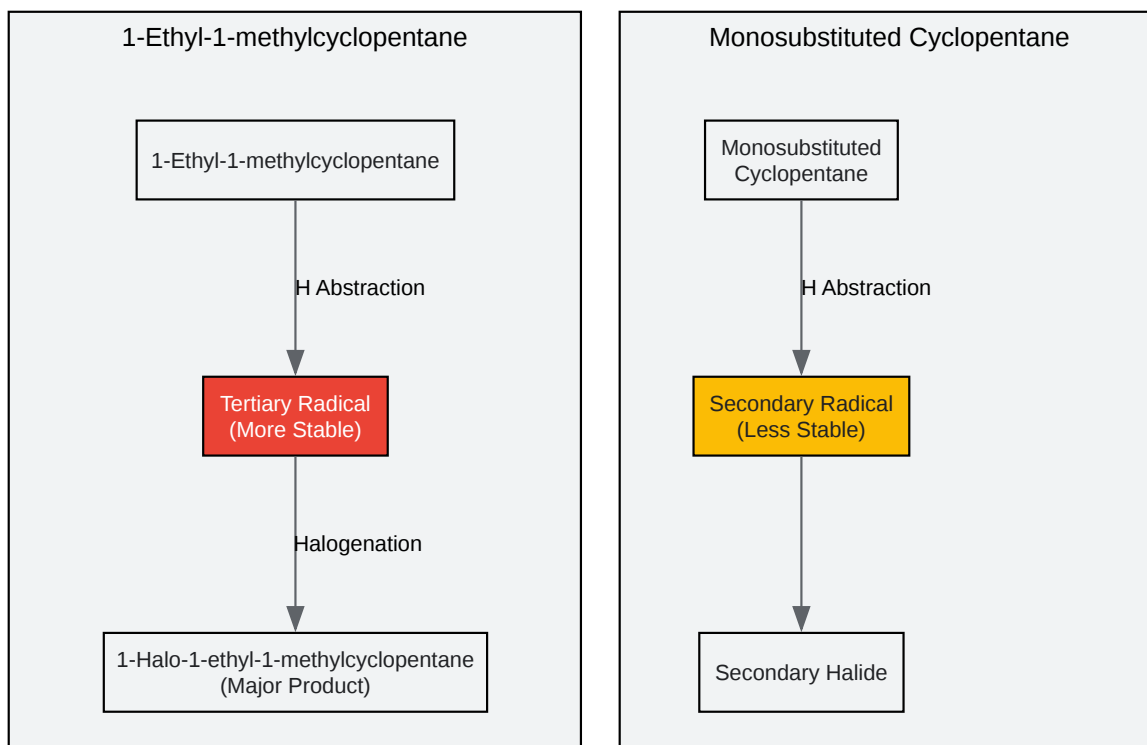 1-Ethyl-1-methylcyclopentane
1-Ethyl-1-methylcyclopentane
H Abstraction
Tertiary Radical
(More Stable)
Halogenation
1-Halo-1-ethyl-1-methylcyclopentane
(Major Product)
Monosubstituted Cyclopentane
Monosubstituted
Cyclopentane
H Abstraction
Secondary Radical
(Less Stable)
Secondary Halide